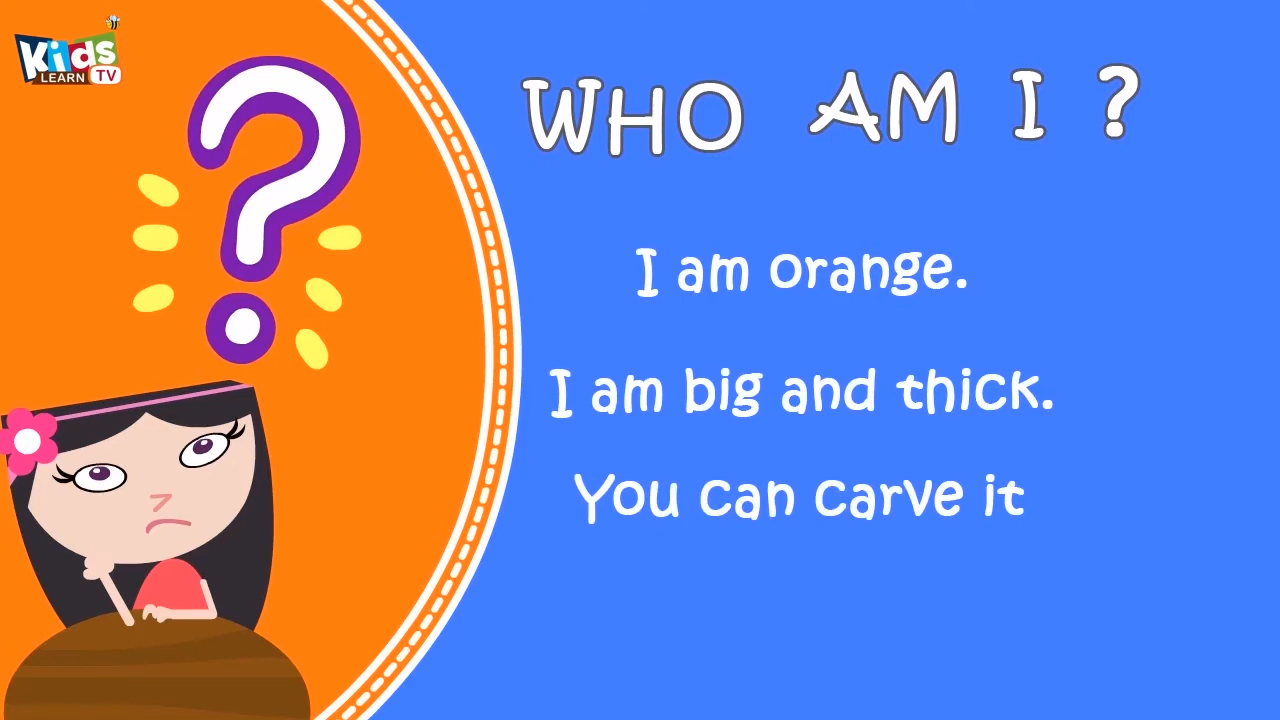 Kids
LEARN TV
WHO AM I ?
I am orange.
I am big and thick.
You can carve it